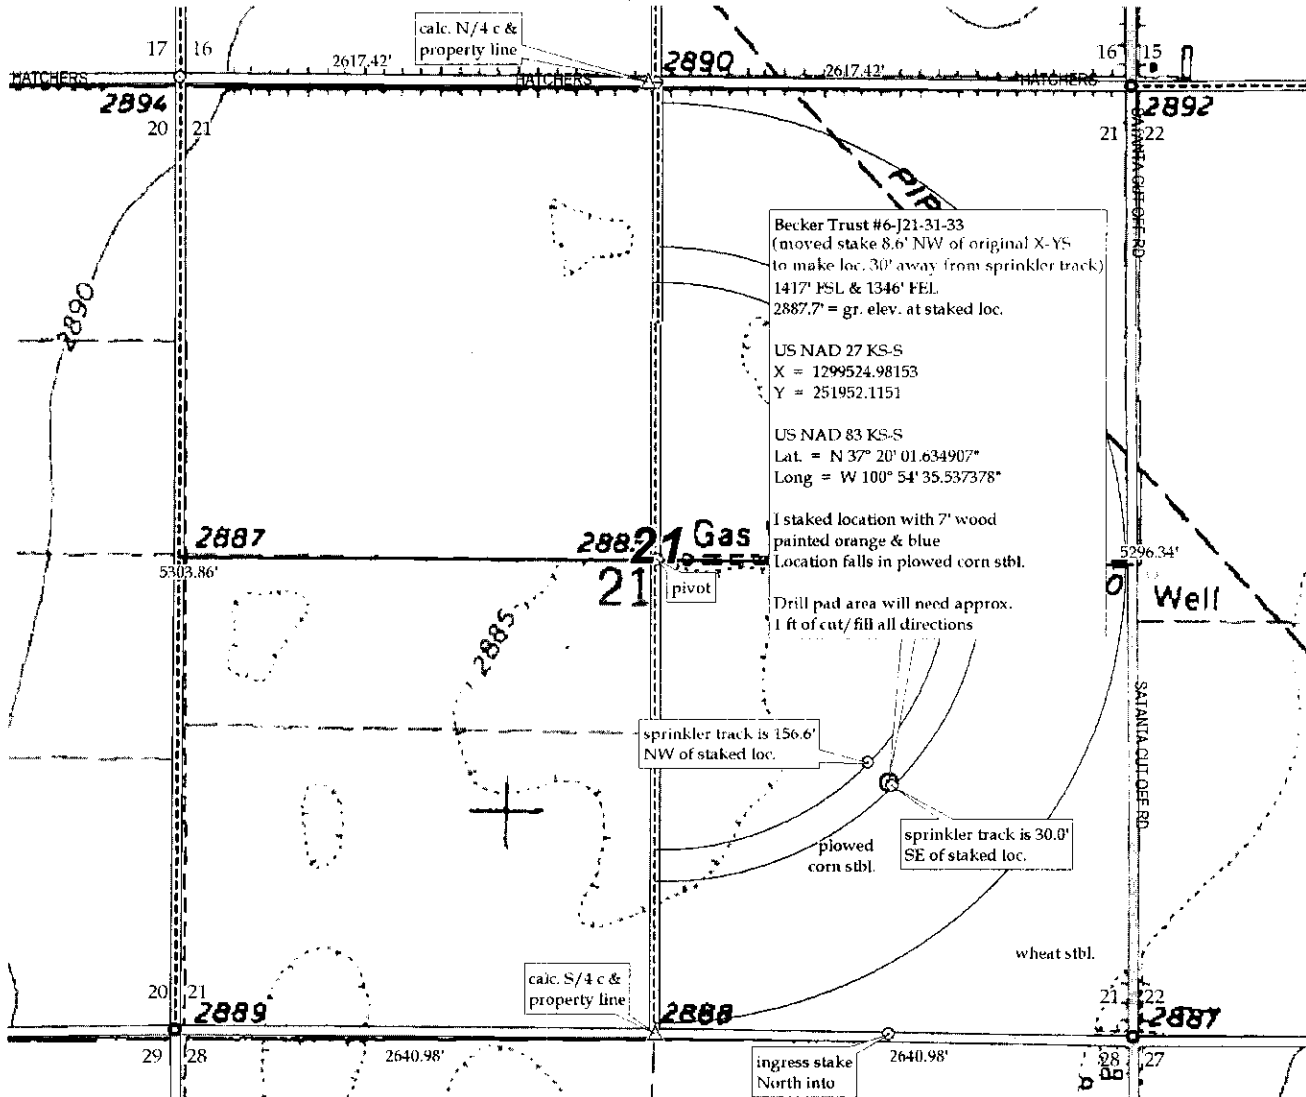 calc. N/4 c &
property line
17 16
16 15
2617.42'
2890
2617.42'
HATCHERS
HATCHERS
HATCHERS
2894
2892
20 21
21 22
SATANTA CUT OFF RD
PIP
Becker Trust #6-J21-31-33
(moved stake 8.6' NW of original X-YS
to make loc. 30' away from sprinkler track)
1417' FSL & 1346' FEL
2887.7' = gr. elev. at staked loc.
US NAD 27 KS-S
X = 1299524.98153
Y = 251952.1151
US NAD 83 KS-S
Lat. = N 37° 20' 01.634907"
Long = W 100° 54' 35.537378"
I staked location with 7' wood
painted orange & blue
Location falls in plowed corn stbl.
Drill pad area will need approx.
1 ft of cut/fill all directions
2890
2887
288
21
Gas
5303.86'
5296.34'
21
pivot
Well
2885
SATANTA CUT OFF RD
sprinkler track is 156.6'
NW of staked loc.
sprinkler track is 30.0'
SE of staked loc.
plowed
corn stbl.
wheat stbl.
calc. S/4 c &
property line
20 21
21 22
2889
2888
2887
29 28
2640.98'
2640.98'
28 27
ingress stake
North into